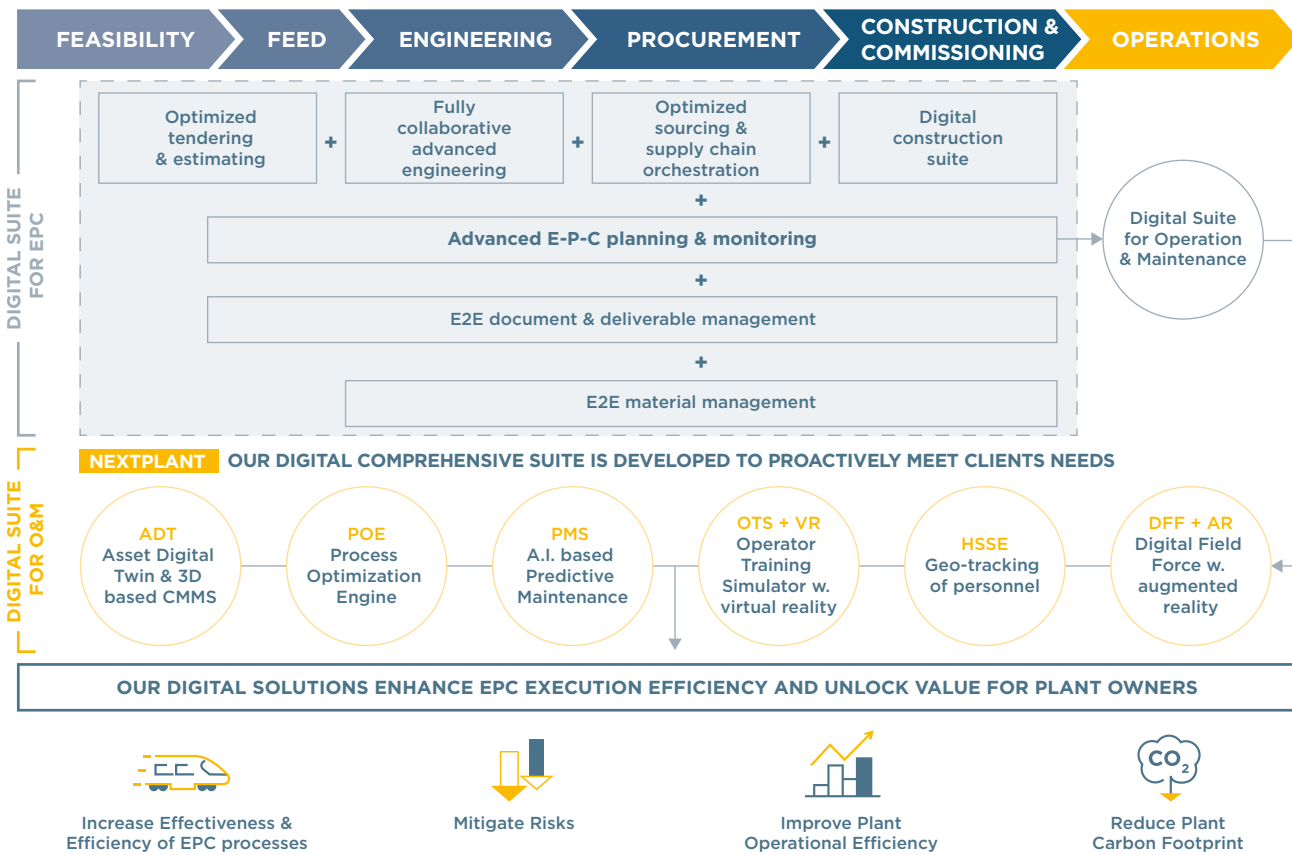 FEASIBILITY
FEED
ENGINEERING
PROCUREMENT
CONSTRUCTION &
COMMISSIONING
OPERATIONS
DIGITAL SUITE
FOR EPC
Optimized
tendering
& estimating
+
Fully
collaborative
advanced
engineering
+
Optimized
sourcing &
supply chain
orchestration
+
Digital
construction
suite
+
Advanced E-P-C planning & monitoring
+
E2E document & deliverable management
+
E2E material management
Digital Suite
for Operation
& Maintenance
DIGITAL SUITE
FOR O&M
NEXTPLANT OUR DIGITAL COMPREHENSIVE SUITE IS DEVELOPED TO PROACTIVELY MEET CLIENTS NEEDS
ADT
Asset Digital
Twin & 3D
based CMMS
POE
Process
Optimization
Engine
PMS
A.I. based
Predictive
Maintenance
OTS + VR
Operator
Training
Simulator w.
virtual reality
HSSE
Geo-tracking
of personnel
DFF + AR
Digital Field
Force w.
augmented
reality
OUR DIGITAL SOLUTIONS ENHANCE EPC EXECUTION EFFICIENCY AND UNLOCK VALUE FOR PLANT OWNERS
Increase Effectiveness &
Efficiency of EPC processes
Mitigate Risks
Improve Plant
Operational Efficiency
CO2
Reduce Plant
Carbon Footprint